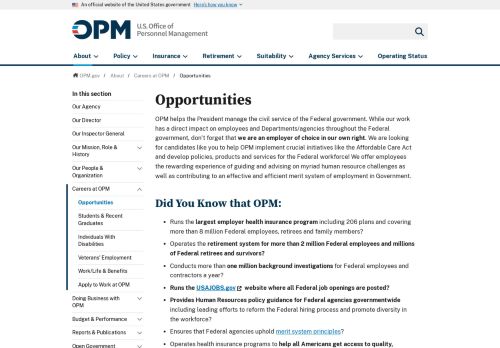 An official website of the United States government Here's how you know
OPM U.S. Office of
Personnel Management
About Policy Insurance Retirement Suitability Agency Services Operating Status
OPM.gov / About / Careers at OPM / Opportunities
In this section
Our Agency
Our Director
Our Inspector General
Our Mission, Role &
History
Our People &
Organization
Careers at OPM
Opportunities
Students & Recent
Graduates
Individuals With
Disabilities
Veterans' Employment
Work/Life & Benefits
Apply to Work at OPM
Doing Business with
OPM
Budget & Performance
Reports & Publications
Open Government
Opportunities
OPM helps the President manage the civil service of the Federal government. While our work
has a direct impact on employees and Departments/agencies throughout the Federal
government, don't forget that we are an employer of choice in our own right. We are looking
for candidates like you to help OPM implement crucial initiatives like the Affordable Care Act
and develop policies, products and services for the Federal workforce! We offer employees
the rewarding experience of guiding and advising on myriad human resource challenges as
well as contributing to an effective and efficient merit system of employment in Government.
Did You Know that OPM:
• Runs the largest employer health insurance program including 206 plans and covering
more than 8 million Federal employees, retirees and family members?
• Operates the retirement system for more than 2 million Federal employees and millions
of Federal retirees and survivors?
• Conducts more than one million background investigations for Federal employees and
contractors a year?
• Runs the USAJOBS.gov website where all Federal job openings are posted?
• Provides Human Resources policy guidance for Federal agencies governmentwide
including leading efforts to reform the Federal hiring process and promote diversity in
the workforce?
• Ensures that Federal agencies uphold merit system principles?
• Operates health insurance programs to help all Americans get access to quality,